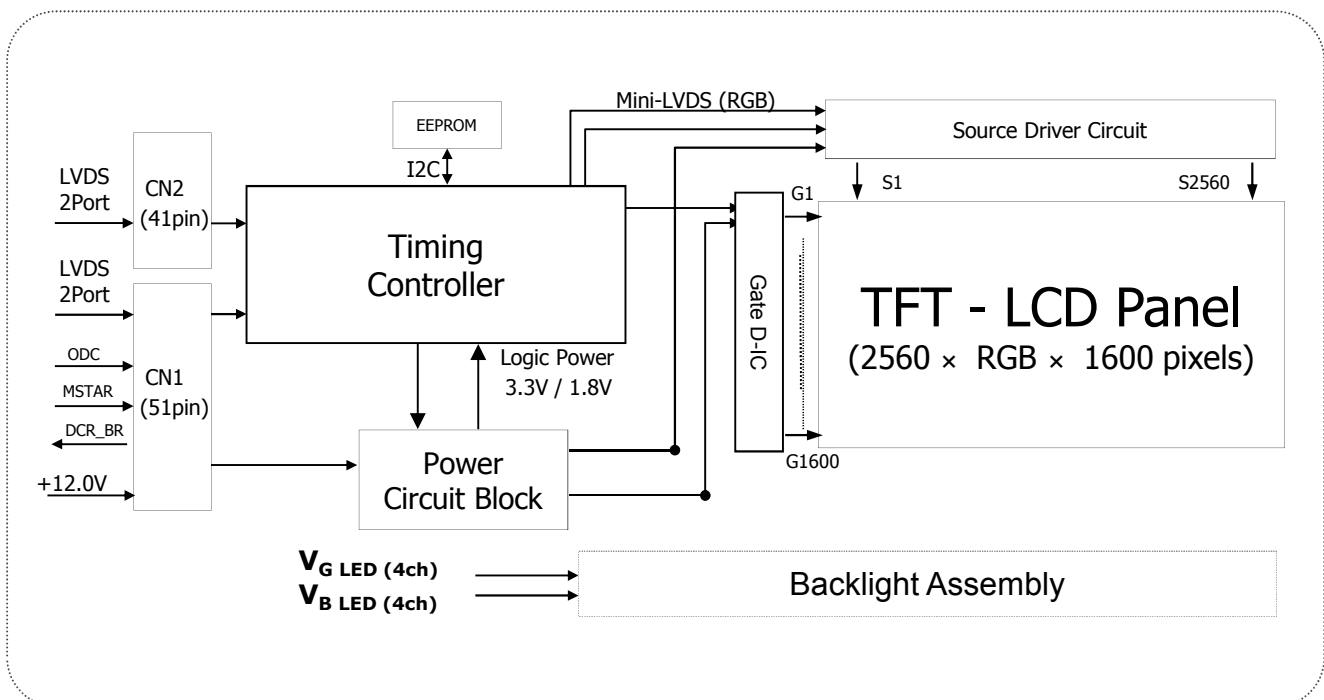 Mini-LVDS (RGB)
EEPROM
Source Driver Circuit
I2C
LVDS
2Port
CN2
(41pin)
S1
S2560
G1
Timing
Controller
LVDS
2Port
Gate D-IC
TFT - LCD Panel
(2560 × RGB × 1600 pixels)
ODC
CN1
(51pin)
MSTAR
Logic Power
3.3V / 1.8V
DCR_BR
G1600
+12.0V
Power
Circuit Block
V G LED (4ch)
V B LED (4ch)
Backlight Assembly